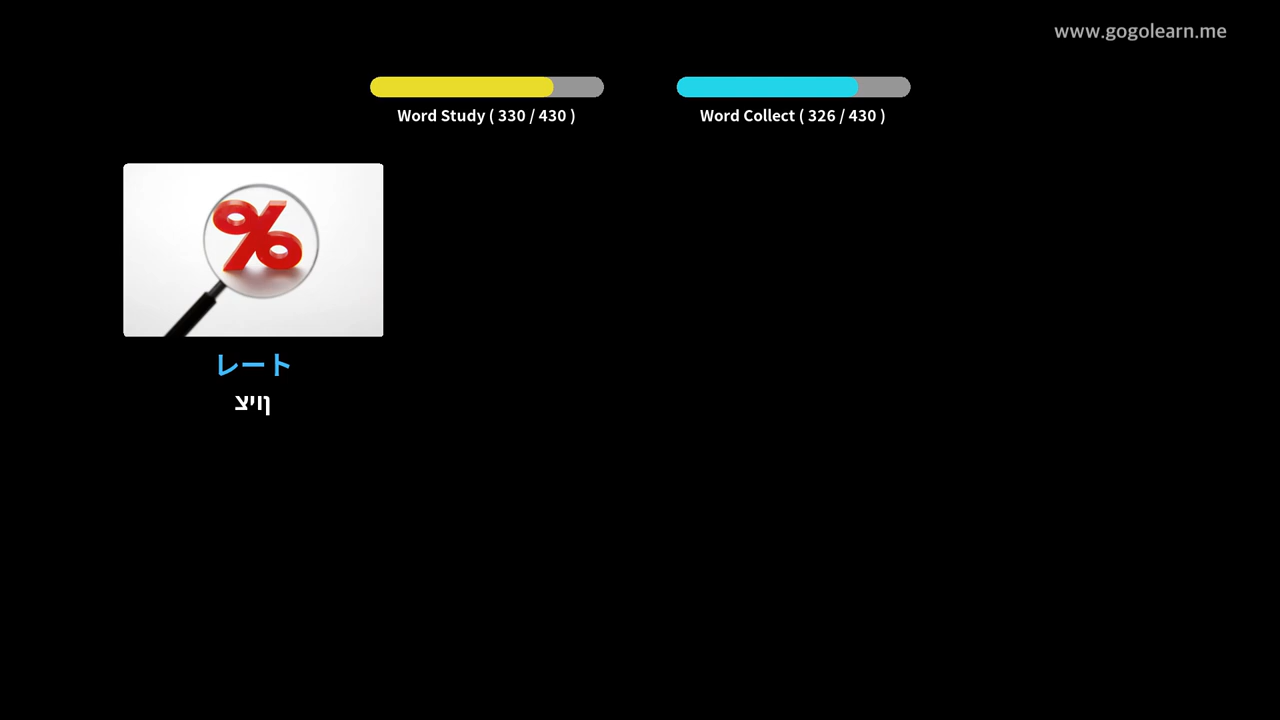 www.gogolearn.me
Word Study ( 330 / 430 )
Word Collect ( 326 / 430 )
%
レート
ןויצ